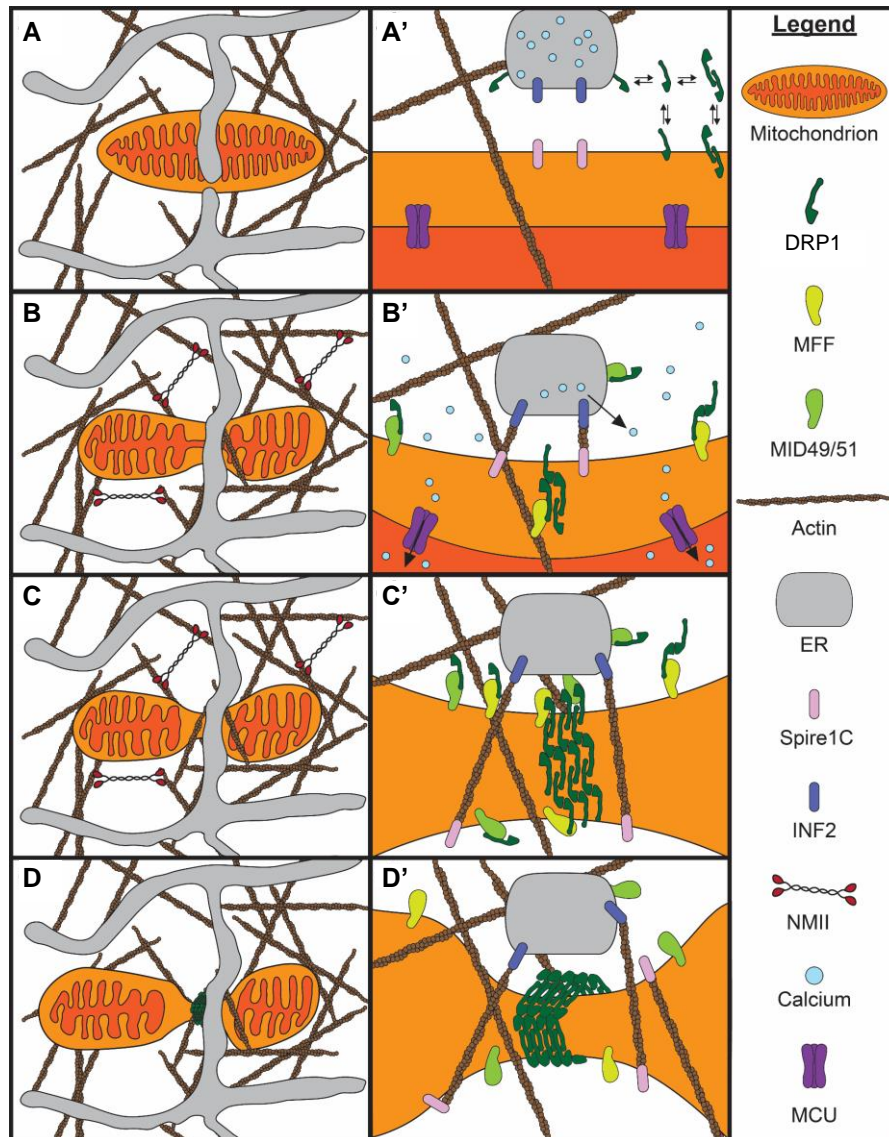 A
A'
Legend
Mitochondrion
DRP1
B
B'
MFF
MID49/51
Actin
C
C'
ER
Spire1C
INF2
D
D'
NMII
Calcium
MCU